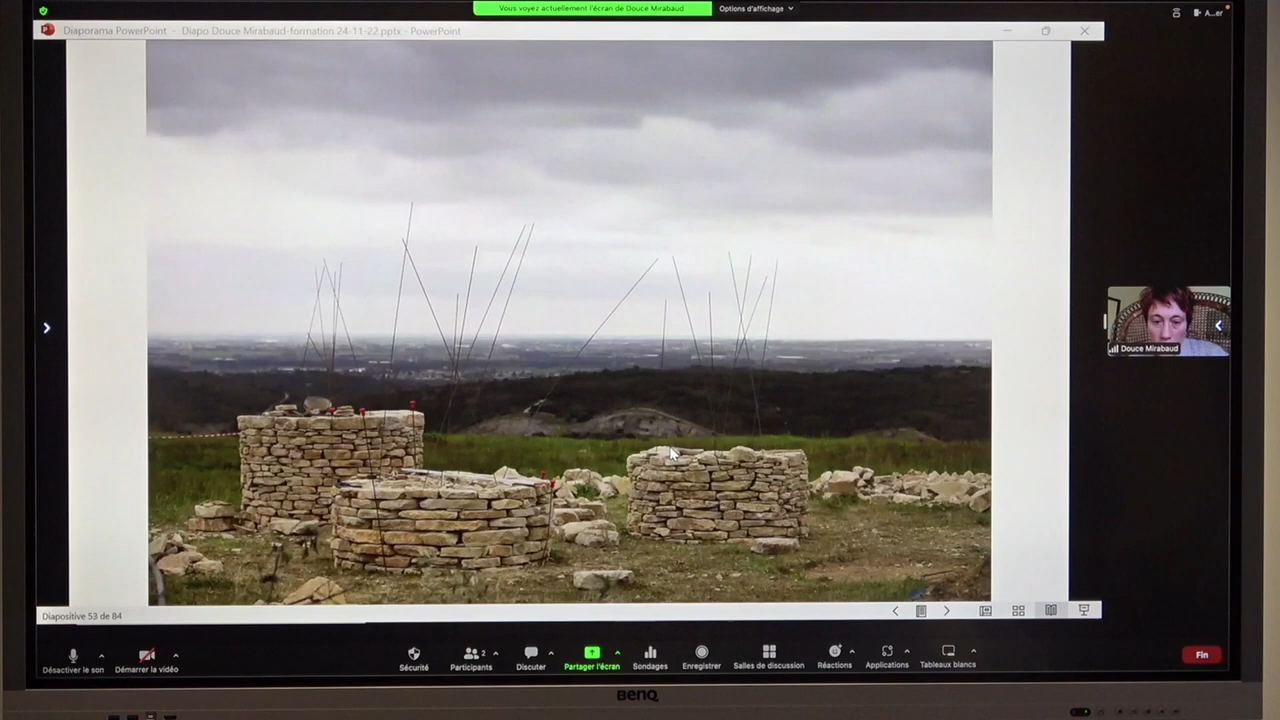 Vous voyez actuellement l'écran de Douce Mirabaud
Options d'affichage
A...er
Diaporama PowerPoint - Diapo Douce Mirabaud-formation 24-11-22.pptx - PowerPoint
Douce Mirabaud
Diapositive 53 de 84
Désactiver le son
Démarrer la vidéo
Sécurité
Participants
2
Discuter
Partager l'écran
Sondages
Enregistrer
Salles de discussion
Réactions
Applications
Tableaux blancs
Fin
BenQ